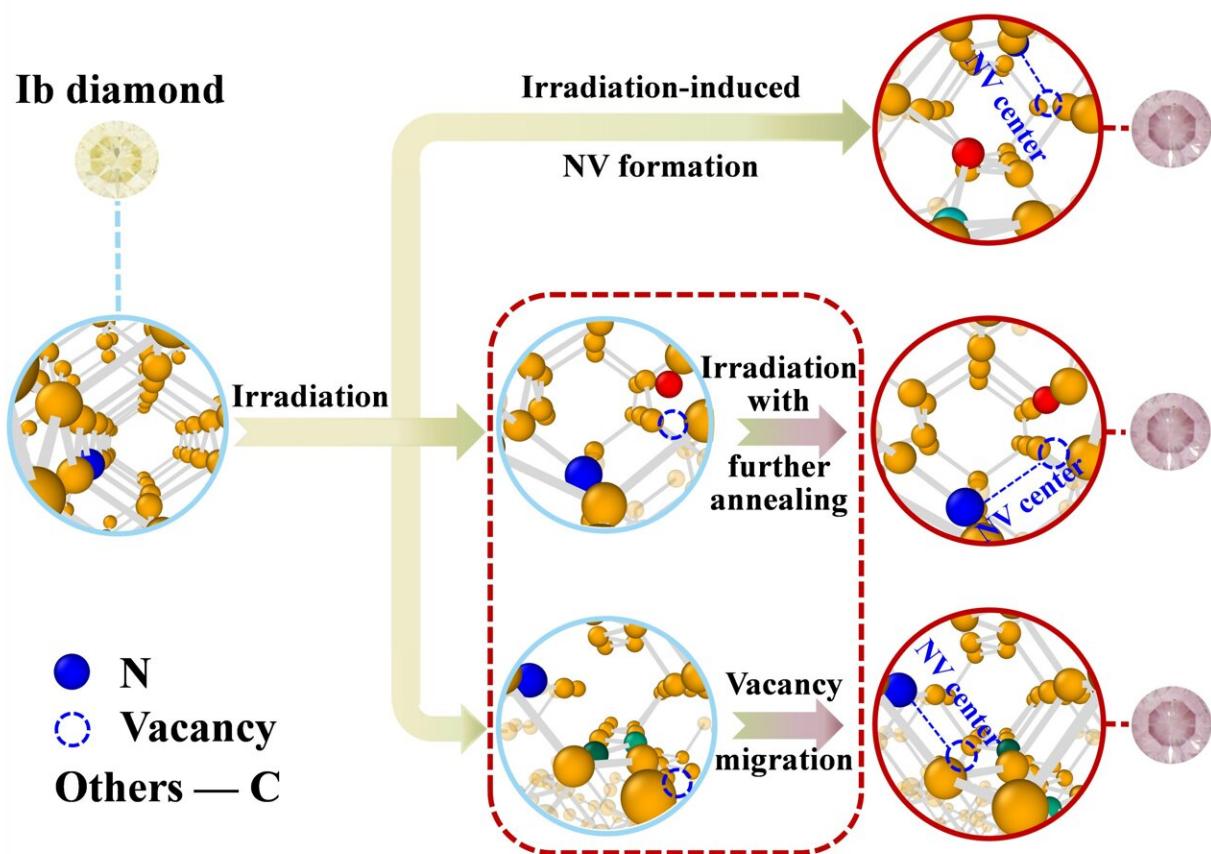 Ib diamond
Irradiation-induced
NV formation
NV center
Irradiation
Irradiation
with
further
annealing
NV center
N
Vacancy
Others — C
Vacancy
migration
NV center